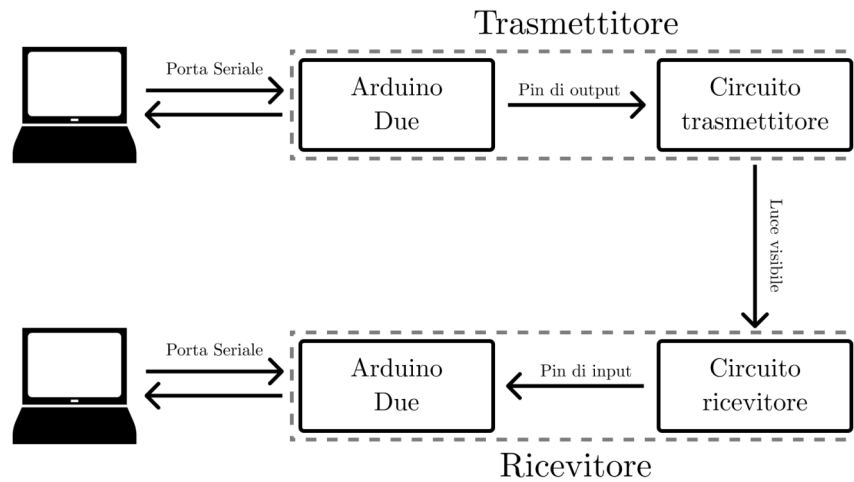 Trasmettitore
Porta Seriale
Arduino
Due
Pin di output
Circuito
trasmettitore
Luce visibile
Porta Seriale
Arduino
Due
Pin di input
Circuito
ricevitore
Ricevitore